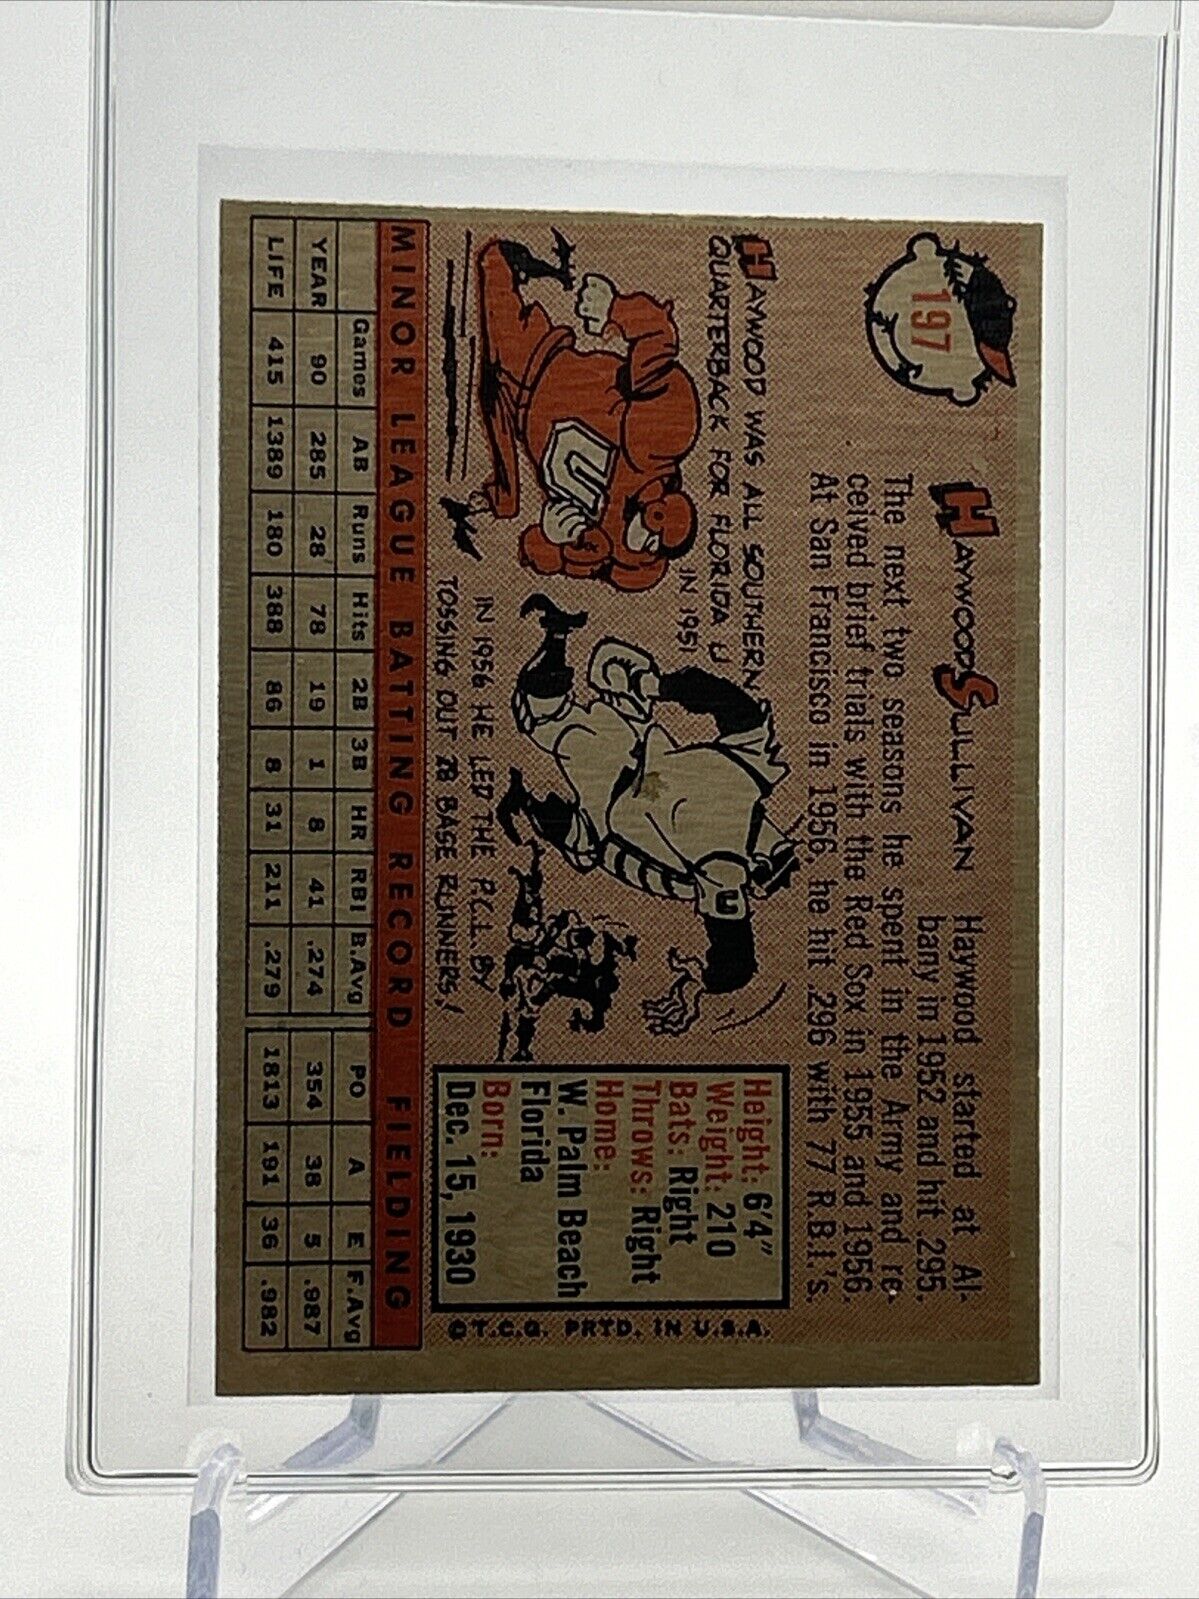 197
HAYWOOD SULLIVAN
Haywood started at Al-
bany in 1952 and hit .295.
The next two seasons he spent in the Army and re-
ceived brief trials with the Red Sox in 1955 and 1956.
At San Francisco in 1956, he hit .296 with 77 R.B.I.'s.
HAYWOOD WAS ALL SOUTHERN
QUARTERBACK FOR FLORIDA U
IN 1951
U
IN 1956 HE LED THE P.C.L. BY
TOSSING OUT 78 BASE RUNNERS!
Height: 6'4"
Weight: 210
Bats: Right
Throws: Right
Home:
W. Palm Beach
Florida
Born:
Dec. 15, 1930
© T.C.G. PRTD. IN U.S.A.
MINOR LEAGUE BATTING RECORD FIELDING
Games AB Runs Hits 2B 3B HR RBI B.Avg PO A E F.Avg
YEAR 90 285 28 78 19 1 8 41 .274 354 38 5 .987
LIFE 415 1389 180 388 86 8 31 211 .279 1813 191 36 .982